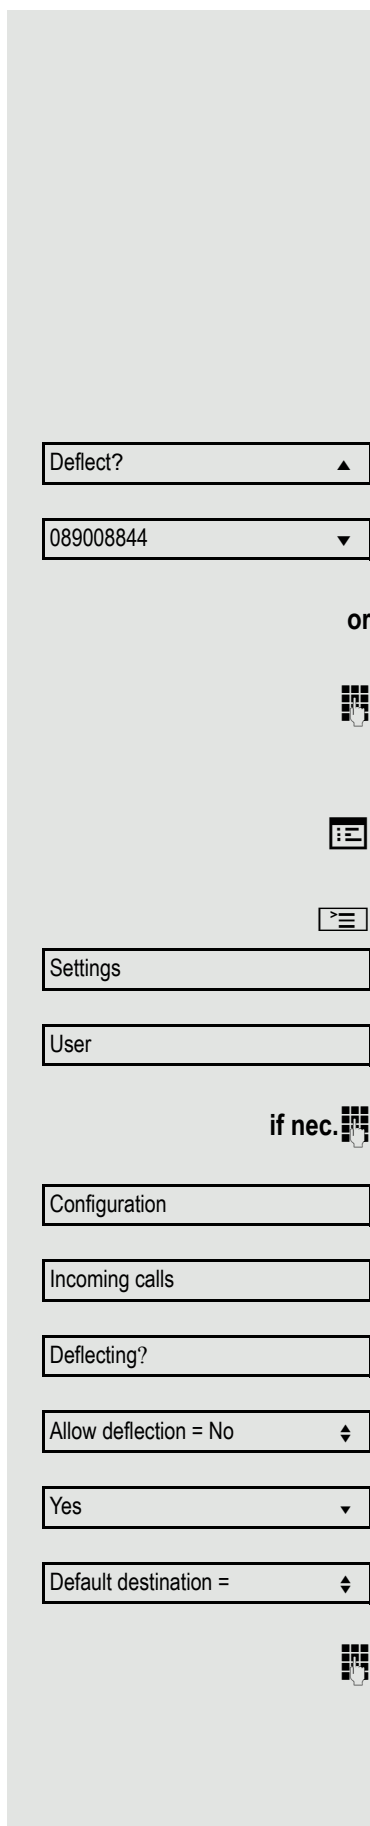 Deflect?
089008844
or
Settings
User
if nec.
Configuration
Incoming calls
Deflecting?
Allow deflection = No
Yes
Default destination =